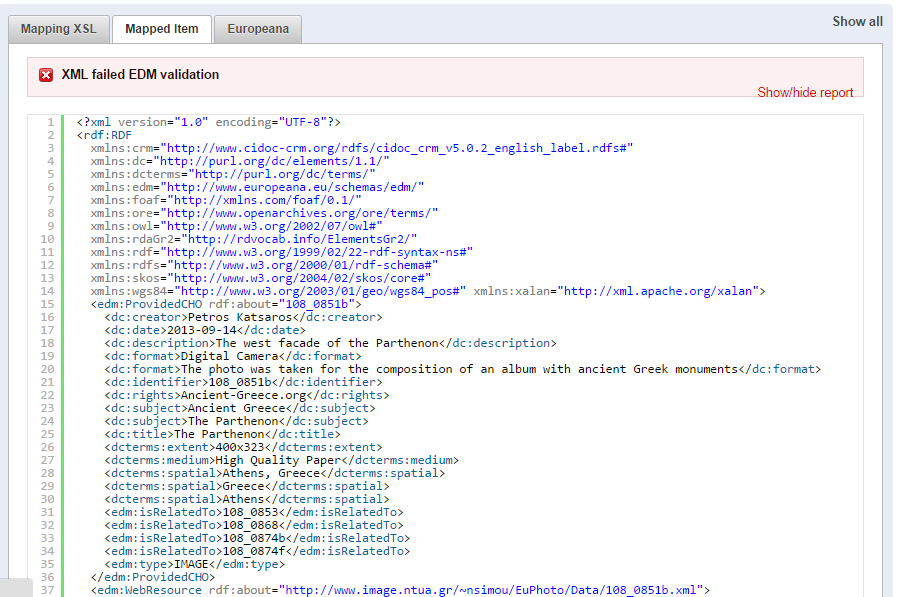 Mapping XSL Mapped Item Europeana Show all
XML failed EDM validation
Show/hide report
1 <?xml version="1.0" encoding="UTF-8"?>
2 <rdf:RDF
3 xmlns:crm="http://www.cidoc-crm.org/rdfs/cidoc_crm_v5.0.2_english_label.rdfs#"
4 xmlns:dc="http://purl.org/dc/elements/1.1/"
5 xmlns:dcterms="http://purl.org/dc/terms/"
6 xmlns:edm="http://www.europeana.eu/schemas/edm/"
7 xmlns:foaf="http://xmlns.com/foaf/0.1/"
8 xmlns:ore="http://www.openarchives.org/ore/terms/"
9 xmlns:owl="http://www.w3.org/2002/07/owl#"
10 xmlns:rdaGr2="http://rdvocab.info/ElementsGr2/"
11 xmlns:rdf="http://www.w3.org/1999/02/22-rdf-syntax-ns#"
12 xmlns:rdfs="http://www.w3.org/2000/01/rdf-schema#"
13 xmlns:skos="http://www.w3.org/2004/02/skos/core#"
14 xmlns:wgs84="http://www.w3.org/2003/01/geo/wgs84_pos#" xmlns:xalan="http://xml.apache.org/xalan">
15 <edm:ProvidedCHO rdf:about="108_0851b">
16 <dc:creator>Petros Katsaros</dc:creator>
17 <dc:date>2013-09-14</dc:date>
18 <dc:description>The west facade of the Parthenon</dc:description>
19 <dc:format>Digital Camera</dc:format>
20 <dc:format>The photo was taken for the composition of an album with ancient Greek monuments</dc:format>
21 <dc:identifier>108_0851b</dc:identifier>
22 <dc:rights>Ancient-Greece.org</dc:rights>
23 <dc:subject>Ancient Greece</dc:subject>
24 <dc:subject>The Parthenon</dc:subject>
25 <dc:title>The Parthenon</dc:title>
26 <dcterms:extent>400x323</dcterms:extent>
27 <dcterms:medium>High Quality Paper</dcterms:medium>
28 <dcterms:spatial>Athens, Greece</dcterms:spatial>
29 <dcterms:spatial>Greece</dcterms:spatial>
30 <dcterms:spatial>Athens</dcterms:spatial>
31 <edm:isRelatedTo>108_0853</edm:isRelatedTo>
32 <edm:isRelatedTo>108_0868</edm:isRelatedTo>
33 <edm:isRelatedTo>108_0874b</edm:isRelatedTo>
34 <edm:isRelatedTo>108_0874f</edm:isRelatedTo>
35 <edm:type>IMAGE</edm:type>
36 </edm:ProvidedCHO>
37 <edm:WebResource rdf:about="http://www.image.ntua.gr/~nsimou/EuPhoto/Data/108_0851b.xml">